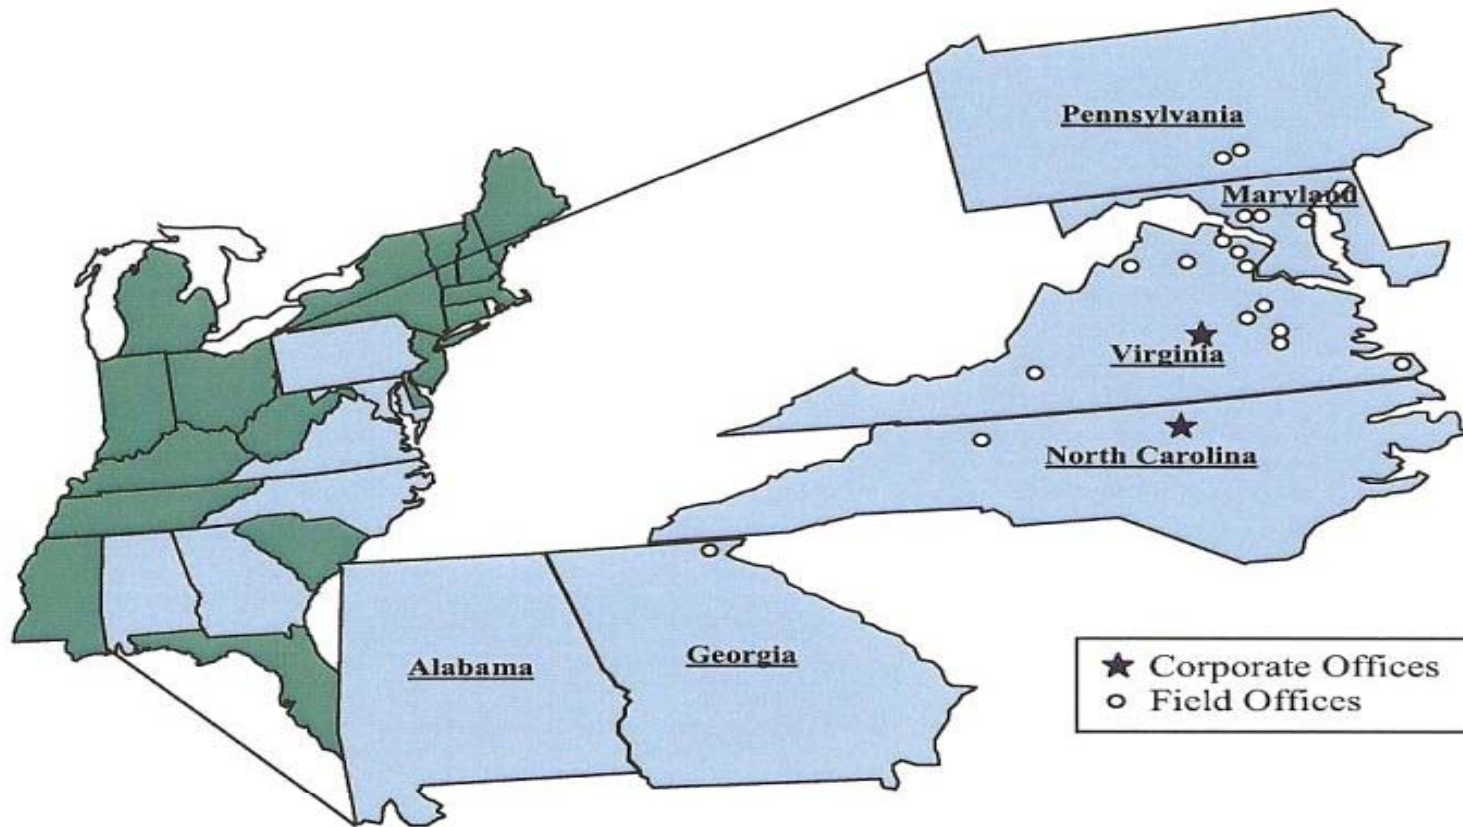 Pennsylvania
Maryland
Virginia
North Carolina
Alabama
Georgia
Corporate Offices
Field Offices